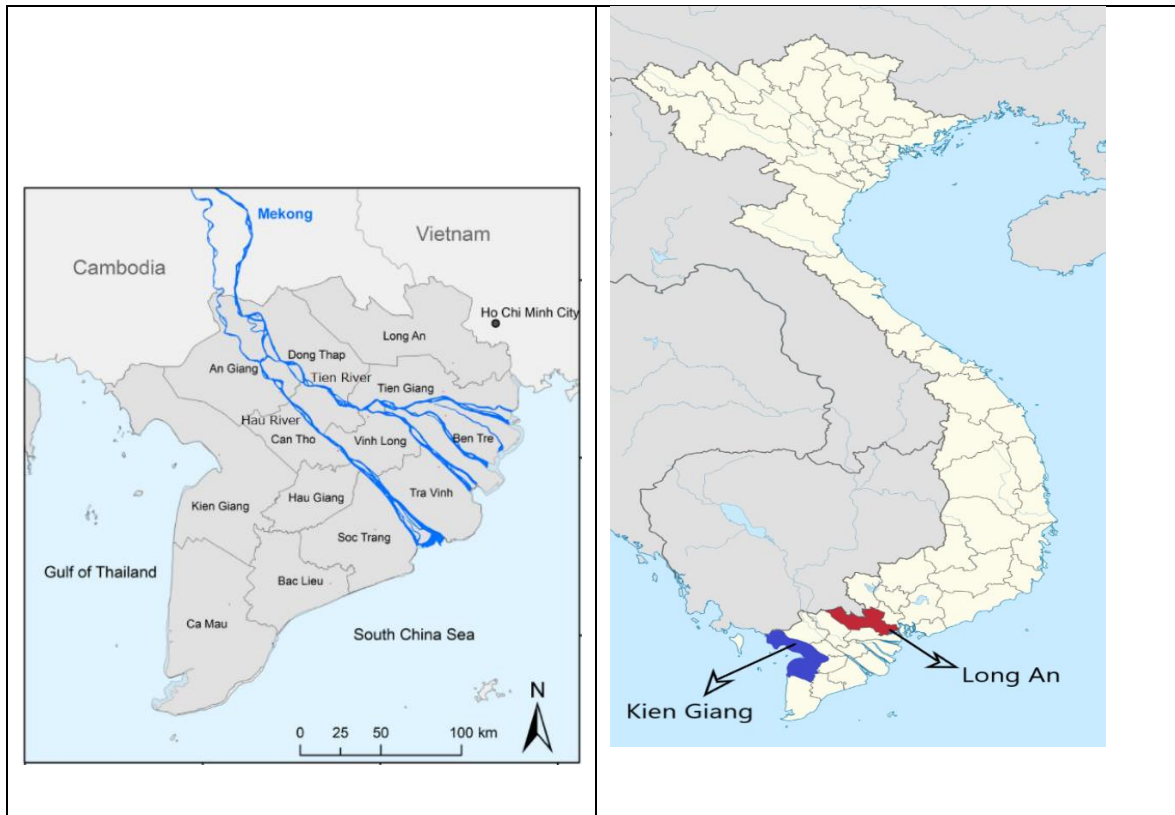 Mekong
Vietnam
Cambodia
Ho Chi Minh City
Long An
Dong Thap
An Giang
Tien River
Tien Giang
Hau River
Can Tho
Vinh Long
Ben Tre
Hau Giang
Tra Vinh
Kien Giang
Soc Trang
Gulf of Thailand
Bac Lieu
Ca Mau
South China Sea
N
0 25 50 100 km
Long An
Kien Giang